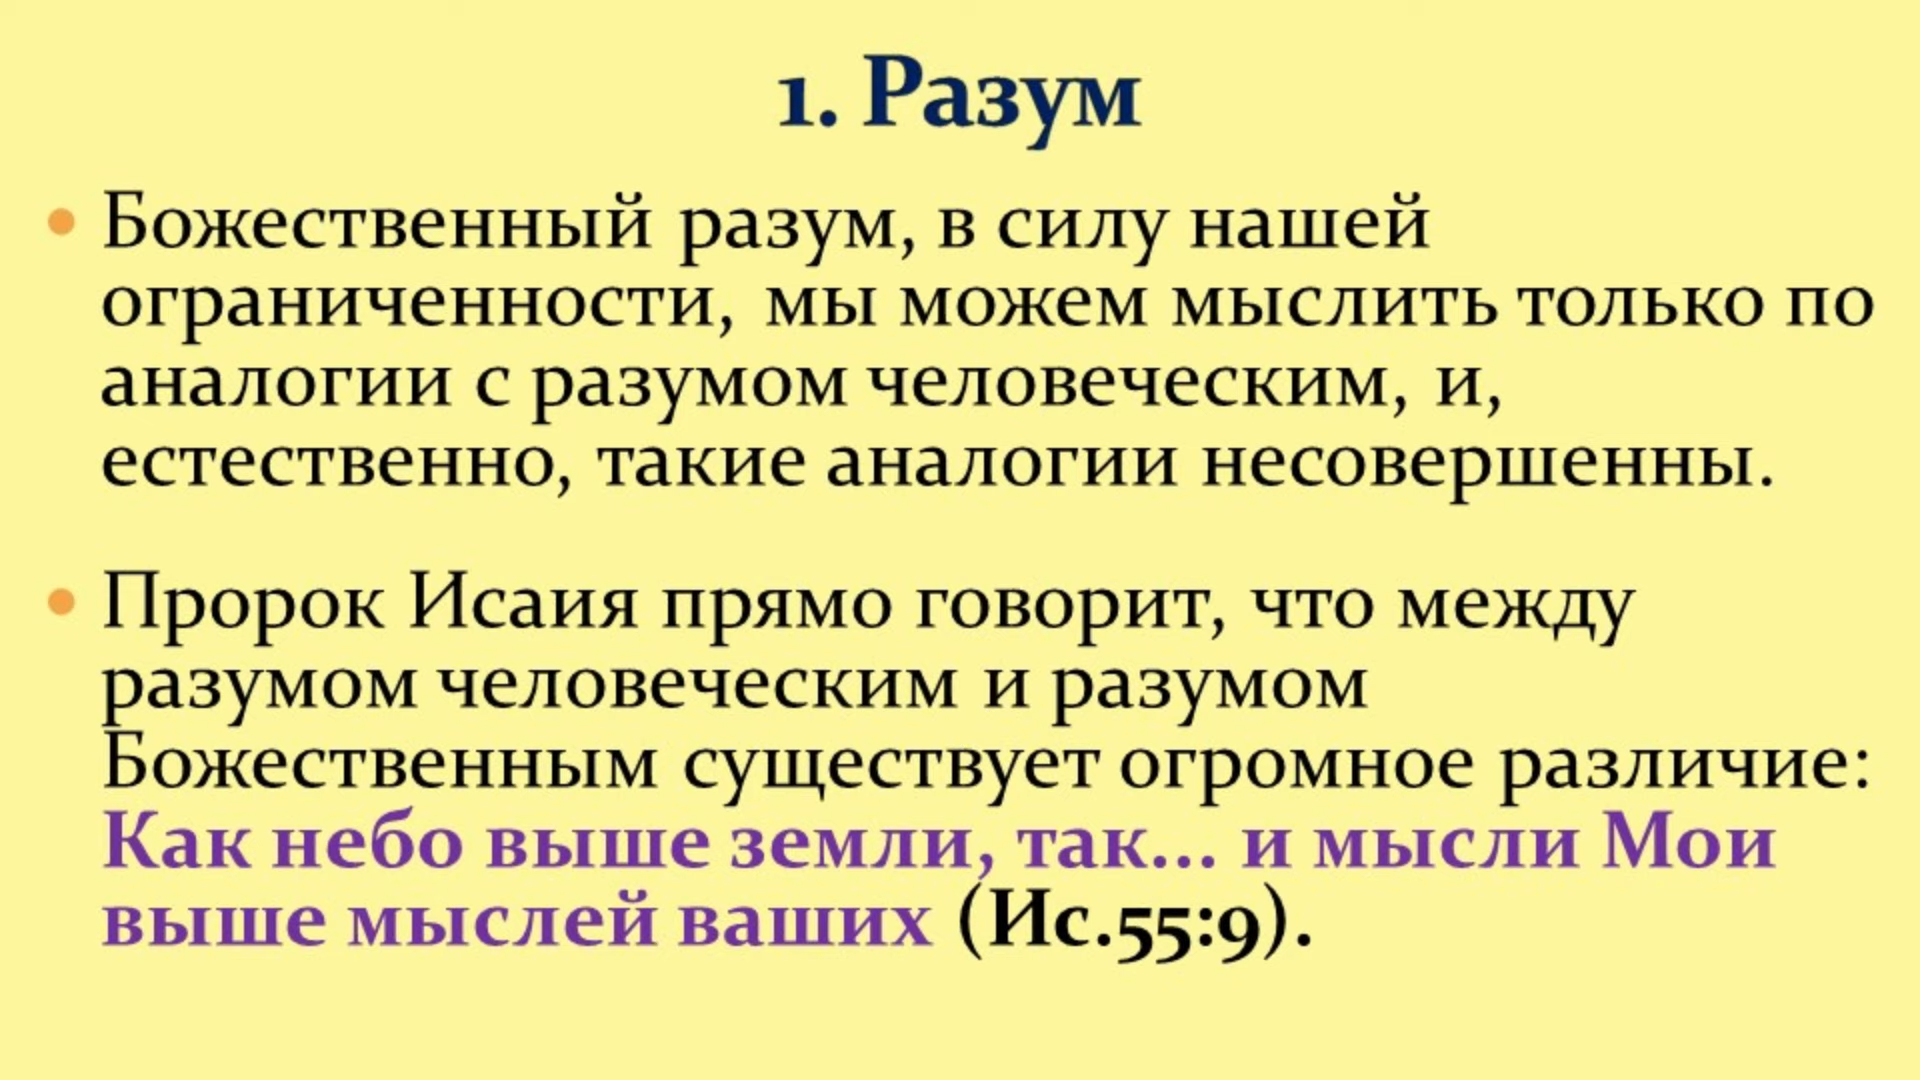 1. Разум
• Божественный разум, в силу нашей
ограниченности, мы можем мыслить только по
аналогии с разумом человеческим, и,
естественно, такие аналогии несовершенны.
• Пророк Исаия прямо говорит, что между
разумом человеческим и разумом
Божественным существует огромное различие:
Как небо выше земли, так... и мысли Мои
выше мыслей ваших (Ис.55:9).